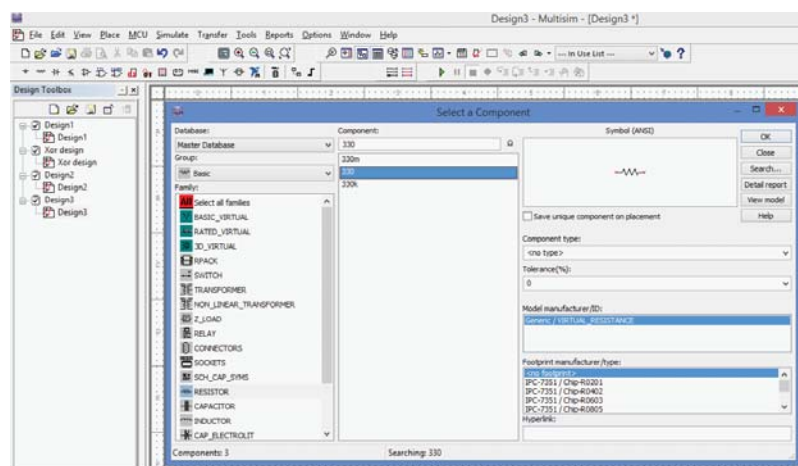 Design3 - Multisim - [Design3 *]
File Edit View Place MCU Simulate Transfer Tools Reports Options Window Help
--- In Use List ---
Design Toolbox
Design1
Design1
Xor design
Xor design
Design2
Design2
Design3
Design3
Select a Component
Database:
Master Database
Group:
Basic
Family:
All Select all families
BASIC_VIRTUAL
RATED_VIRTUAL
3D_VIRTUAL
RPACK
SWITCH
TRANSFORMER
NON_LINEAR_TRANSFORMER
Z_LOAD
RELAY
CONNECTORS
SOCKETS
SCH_CAP_SYMS
RESISTOR
CAPACITOR
INDUCTOR
CAP_ELECTROLIT
Component:
330 Ω
330m
330
330k
Symbol (ANSI)
Save unique component on placement
Component type:
<no type>
Tolerance(%):
0
Model manufacturer/ID:
Generic / VIRTUAL_RESISTANCE
Footprint manufacturer/type:
<no footprint>
IPC-7351 / Chip-R0201
IPC-7351 / Chip-R0402
IPC-7351 / Chip-R0603
IPC-7351 / Chip-R0805
Hyperlink:
OK
Close
Search...
Detail report
View model
Help
Components: 3
Searching: 330